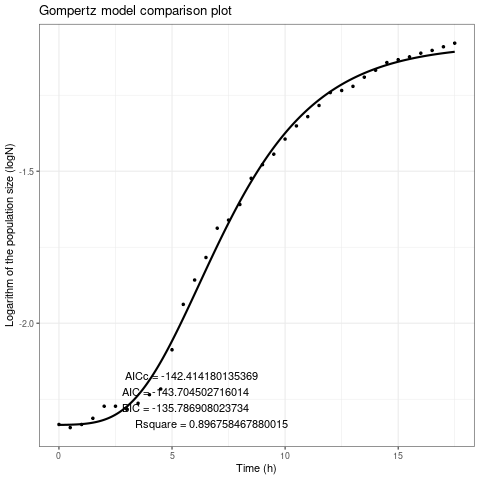 Gompertz model comparison plot
Logarithm of the population size (logN)
-1.5
-2.0
AICc = -142.414180135369
AIC = -143.704502716014
BIC = -135.786908023734
Rsquare = 0.896758467880015
0 5 10 15
Time (h)